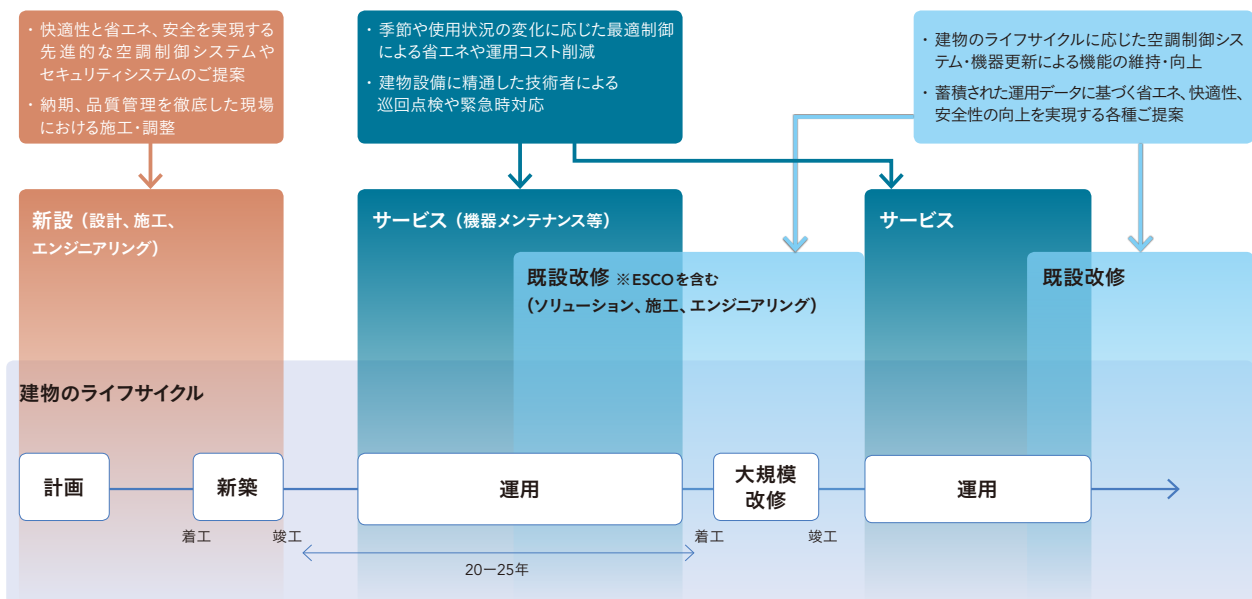 ・ 快適性と省エネ、安全を実現する
先進的な空調制御システムや
セキュリティシステムのご提案
・ 納期、品質管理を徹底した現場
における施工・調整
・ 季節や使用状況の変化に応じた最適制御
による省エネや運用コスト削減
・ 建物設備に精通した技術者による
巡回点検や緊急時対応
・ 建物のライフサイクルに応じた空調制御シス
テム・機器更新による機能の維持・向上
・ 蓄積された運用データに基づく省エネ、快適性、
安全性の向上を実現する各種ご提案
新設（設計、施工、
エンジニアリング）
サービス（機器メンテナンス等）
既設改修 ※ESCOを含む
（ソリューション、施工、エンジニアリング）
サービス
既設改修
建物のライフサイクル
計画
新築
運用
大規模
改修
運用
着工
竣工
着工
竣工
20ー25年